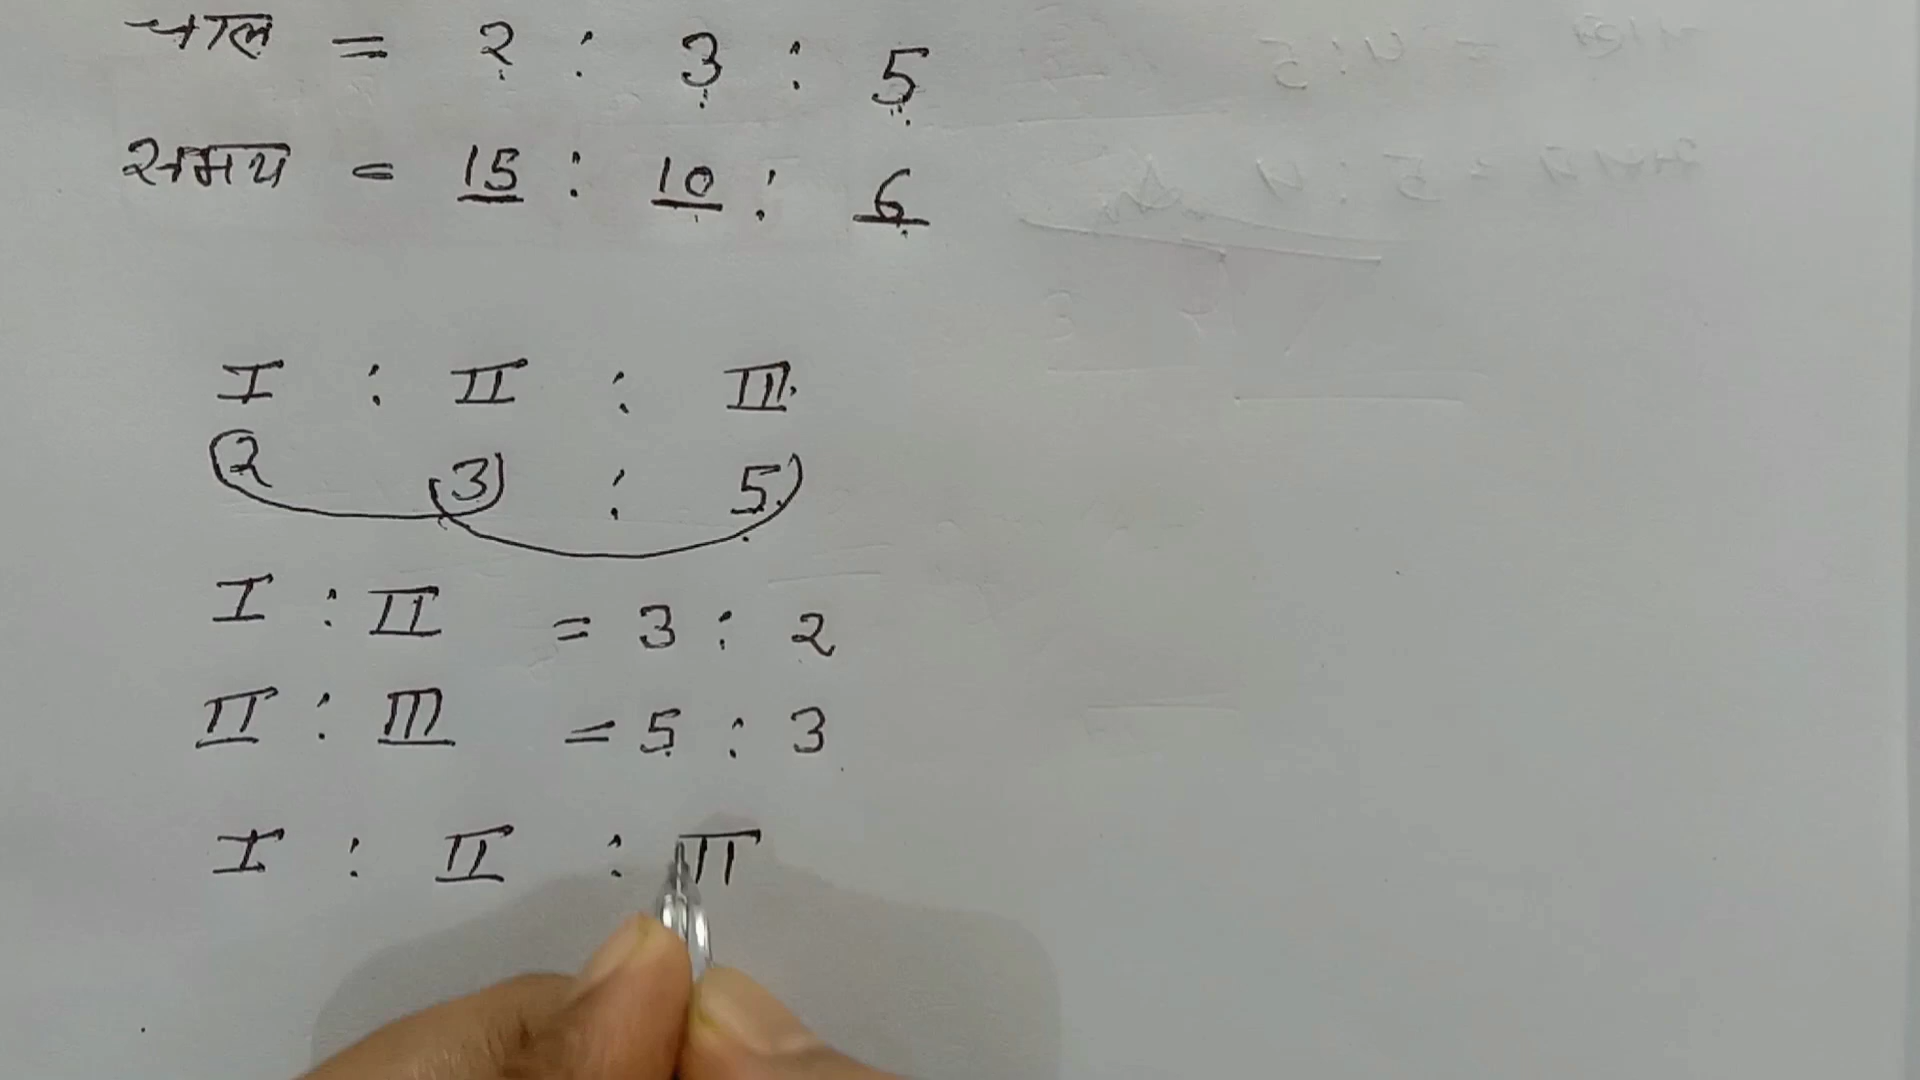 चाल = 2 : 3 : 5
समय = 15 : 10 : 6
I : II : III
2 3 : 5
I : II = 3 : 2
II : III = 5 : 3
I : II : II